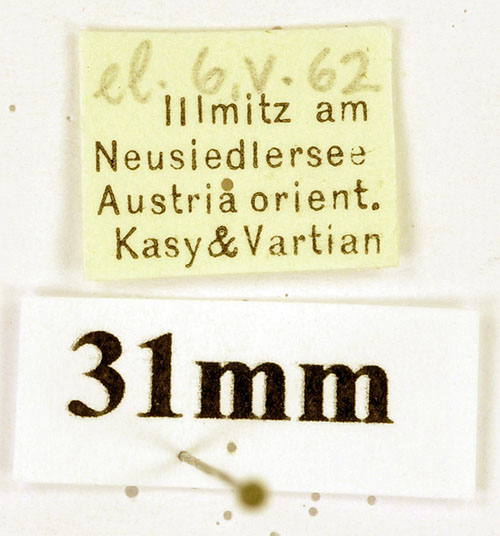 el. 6.V.62
Illmitz am
Neusiedlersee
Austria orient.
Kasy & Vartian
31mm